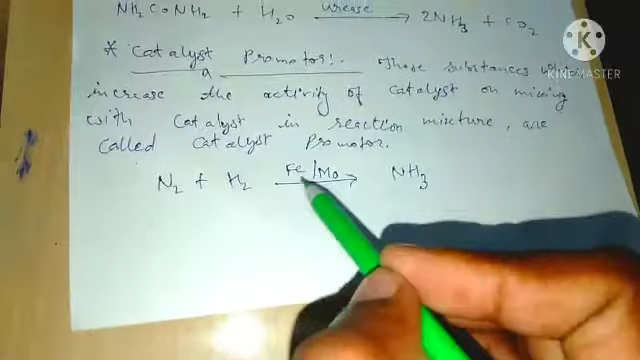 NH2CONH2 + H2O urease 2NH3 + CO2
* Catalyst Promotor:- Those substances which
increase the activity of catalyst on mixing
with catalyst in reaction mixture, are
called catalyst promotor.
N2 + H2 Fe/Mo NH3
KINEMASTER